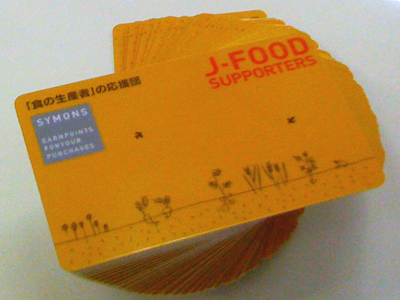 J-FOOD
SUPPORTERS
「食の生産者」の応援団
SYMONS
EARNPOINTS
FORYOUR
PURCHASES